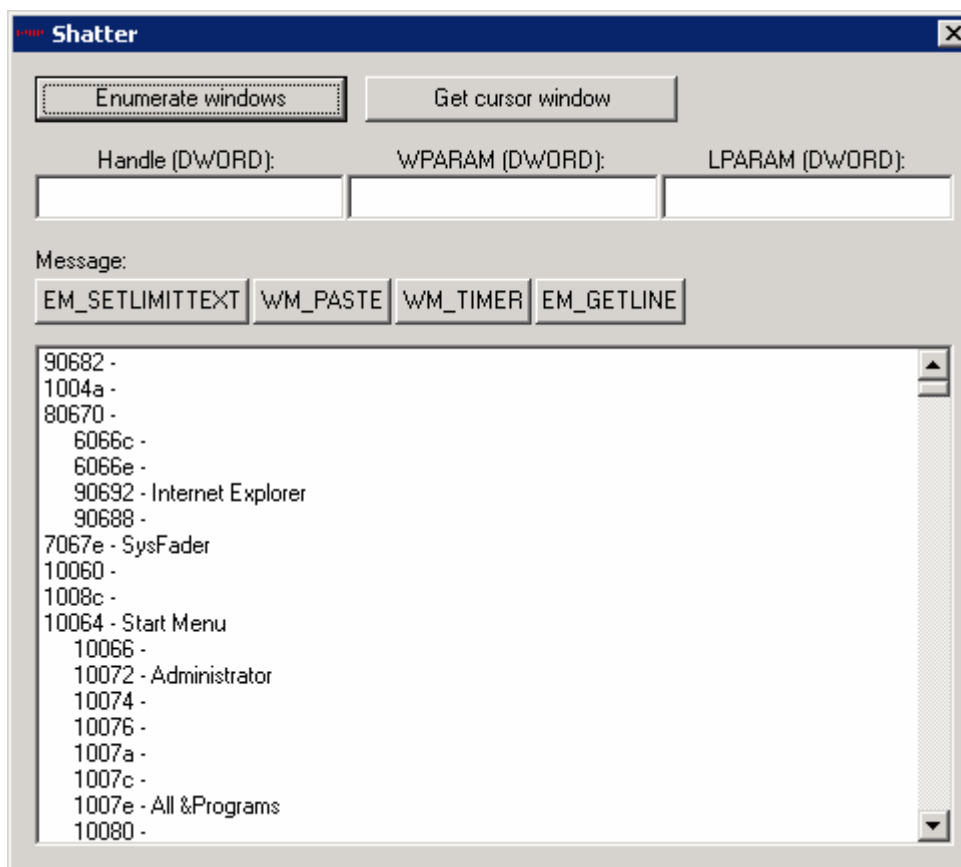 Shatter
Enumerate windows Get cursor window
Handle (DWORD): WPARAM (DWORD): LPARAM (DWORD):
Message:
EM_SETLIMITTEXT WM_PASTE WM_TIMER EM_GETLINE
90682 -
1004a -
80670 -
6066c -
6066e -
90692 - Internet Explorer
90688 -
7067e - SysFader
10060 -
1008c -
10064 - Start Menu
10066 -
10072 - Administrator
10074 -
10076 -
1007a -
1007c -
1007e - All &Programs
10080 -